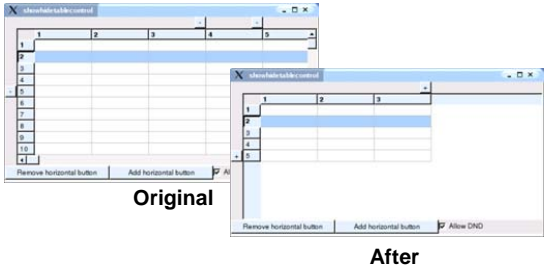 showhidetablecontrol
- -
1 2 3 4 5
1
2
3
4
- 5
6
7
8
9
10
Remove horizontal button Add horizontal button Al
Original
showhidetablecontrol
+
1 2 3
1
2
3
4
+ 5
Remove horizontal button Add horizontal button Allow DND
After